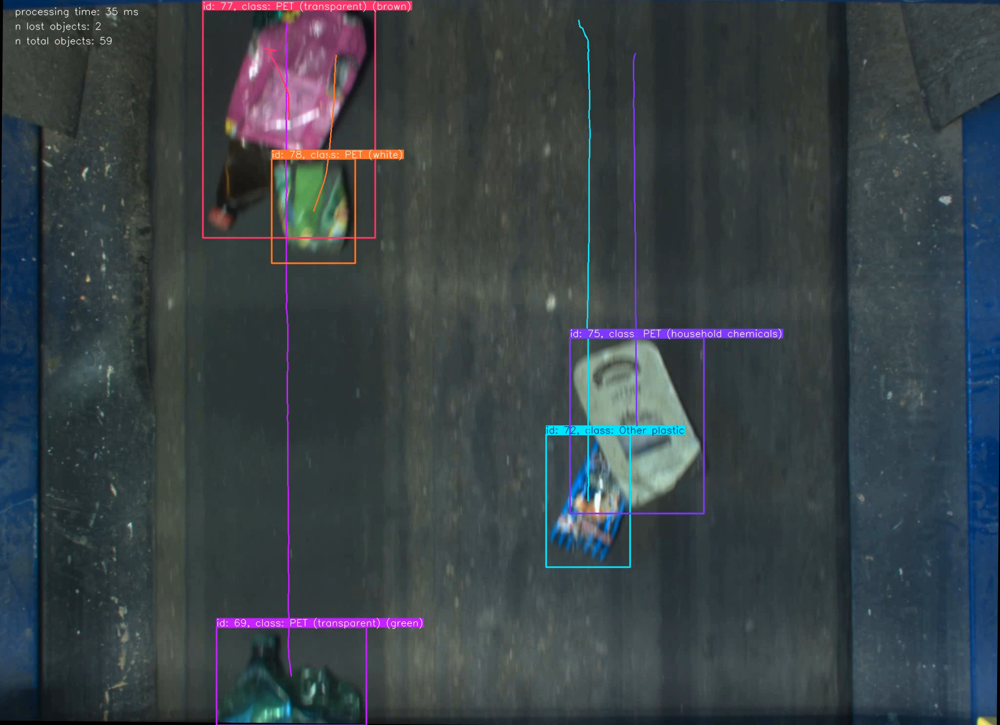 processing time: 35 ms
n lost objects: 2
n total objects: 59
id: 77, class: PET (transparent) (brown)
id: 78, class: PET (white)
id: 75, class: PET (household chemicals)
id: 72, class: Other plastic
id: 69, class: PET (transparent) (green)